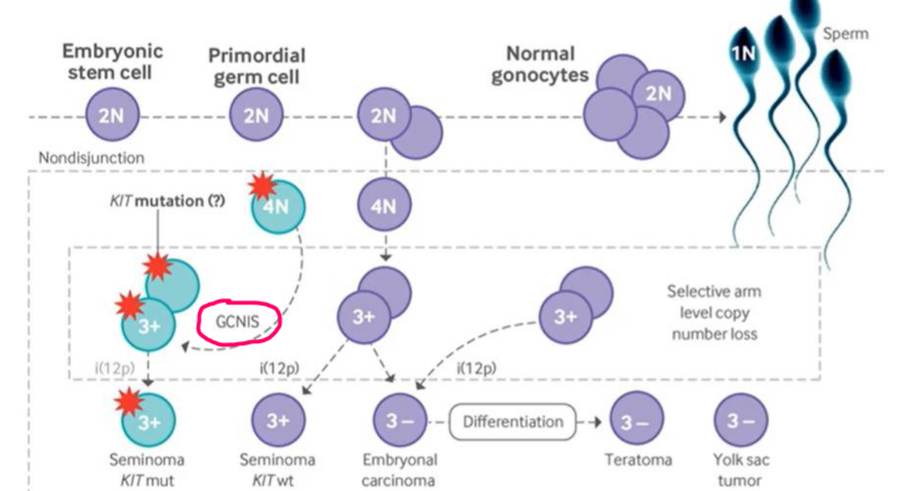 Embryonic
stem cell
Primordial
germ cell
Normal
gonocytes
Sperm
1N
2N
2N
2N
2N
Nondisjunction
KIT mutation (?)
4N
4N
3+
GCNIS
3+
3+
Selective arm
level copy
number loss
i(12p)
i(12p)
i(12p)
3+
3+
3–
Differentiation
3–
3–
Seminoma
KIT mut
Seminoma
KIT wt
Embryonal
carcinoma
Teratoma
Yolk sac
tumor